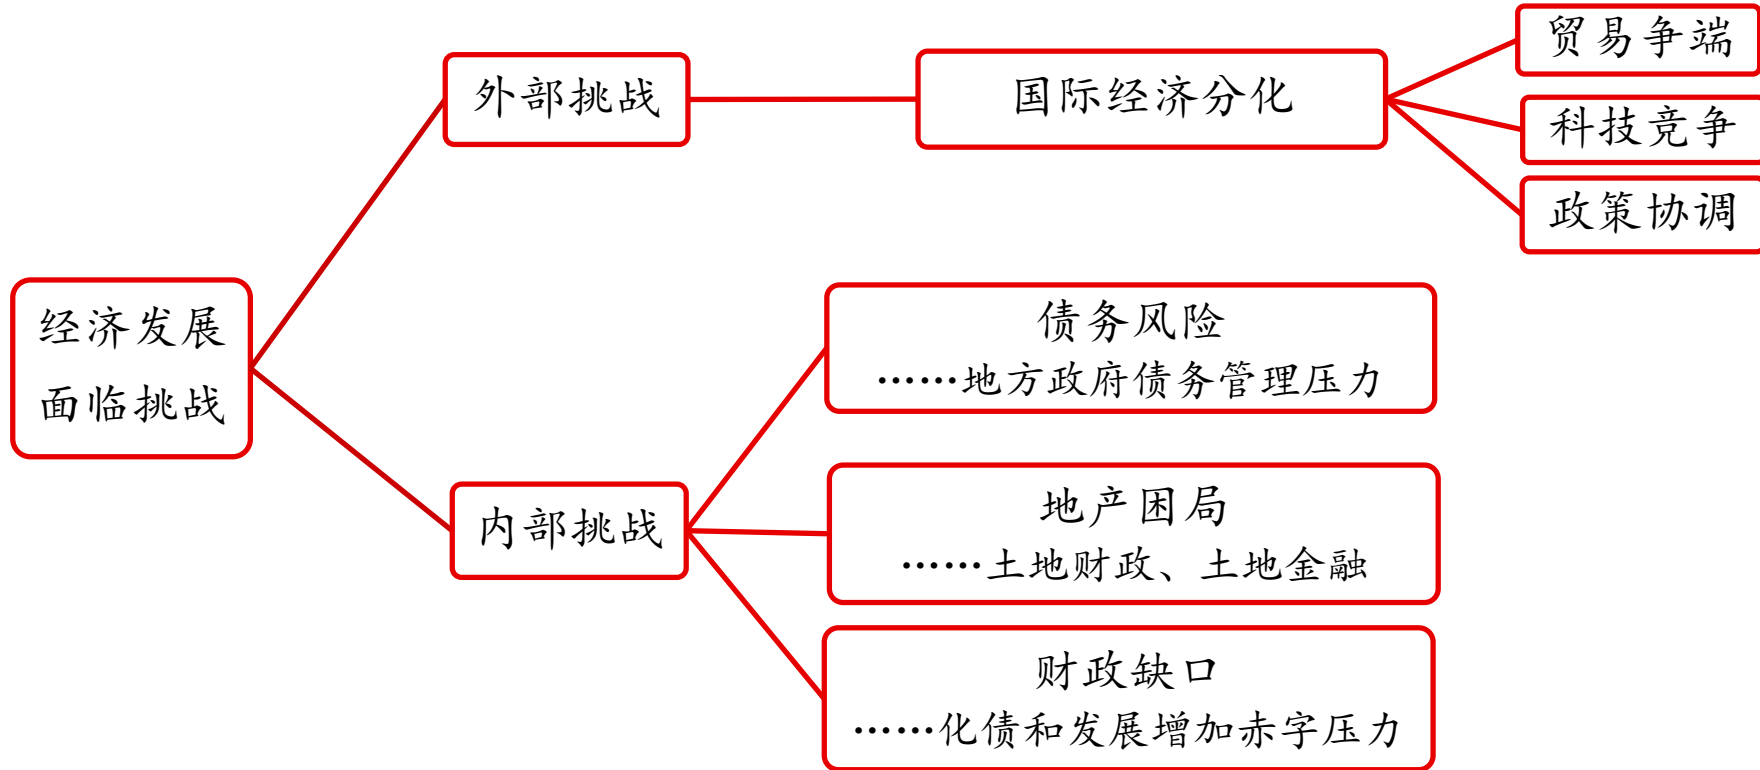 经济发展
面临挑战
外部挑战
国际经济分化
贸易争端
科技竞争
政策协调
内部挑战
债务风险
……地方政府债务管理压力
地产困局
……土地财政、土地金融
财政缺口
……化债和发展增加赤字压力